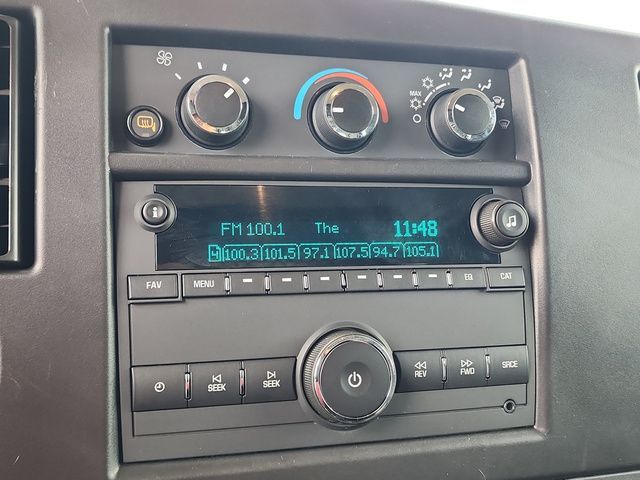 MAX
i
FM 100.1 The 11:48
4 100.3 101.5 97.1 107.5 94.7 105.1
FAV MENU EQ CAT
SEEK SEEK REV FWD SRCE